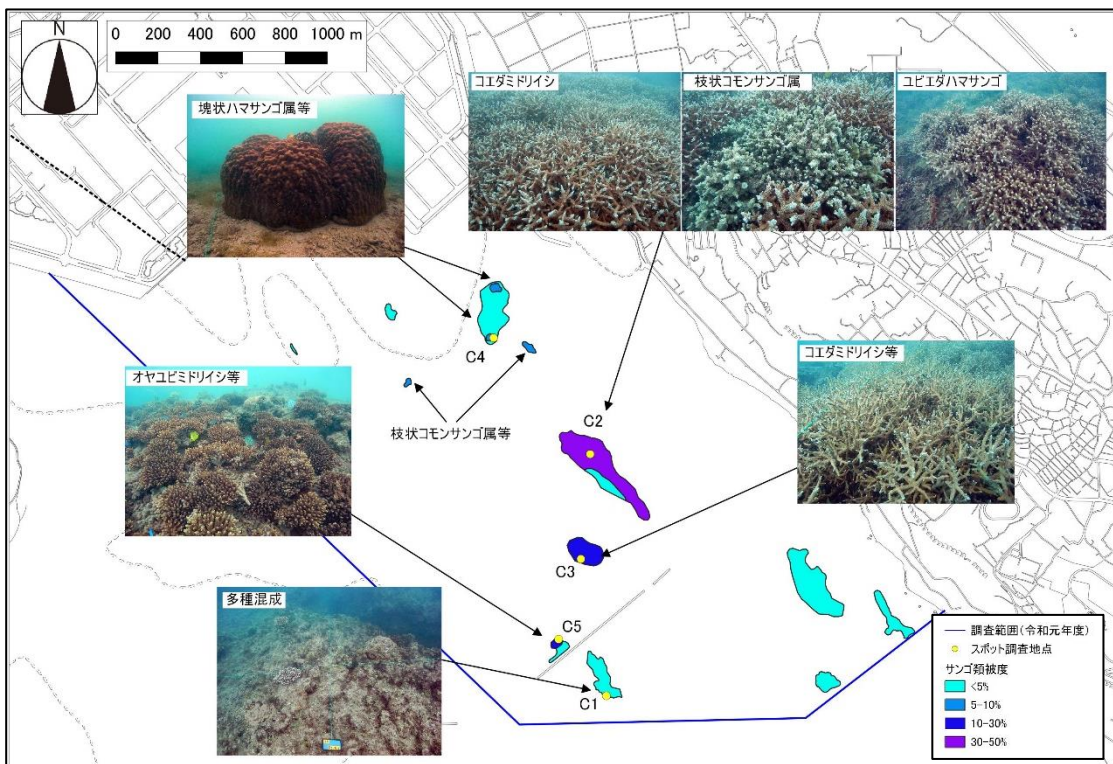 N
0 200 400 600 800 1000 m
塊状ハマサンゴ属等
コエダミドリイシ
枝状コモンサンゴ属
ユビエダハマサンゴ
C4
枝状コモンサンゴ属等
オヤユビミドリイシ等
C2
コエダミドリイシ等
C3
C5
C1
多種混成
調査範囲(令和元年度)
スポット調査地点
サンゴ類被度
<5%
5-10%
10-30%
30-50%